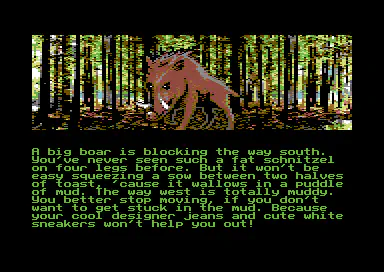 A big boar is blocking the way south.
You've never seen such a fat schnitzel
on four legs before. But it won't be
easy squeezing a sow between two halves
of toast, 'cause it wallows in a puddle
of mud. The way west is totally muddy.
You better stop moving, if you don't
want to get stuck in the mud. Because
your cool designer jeans and cute white
sneakers won't help you out!